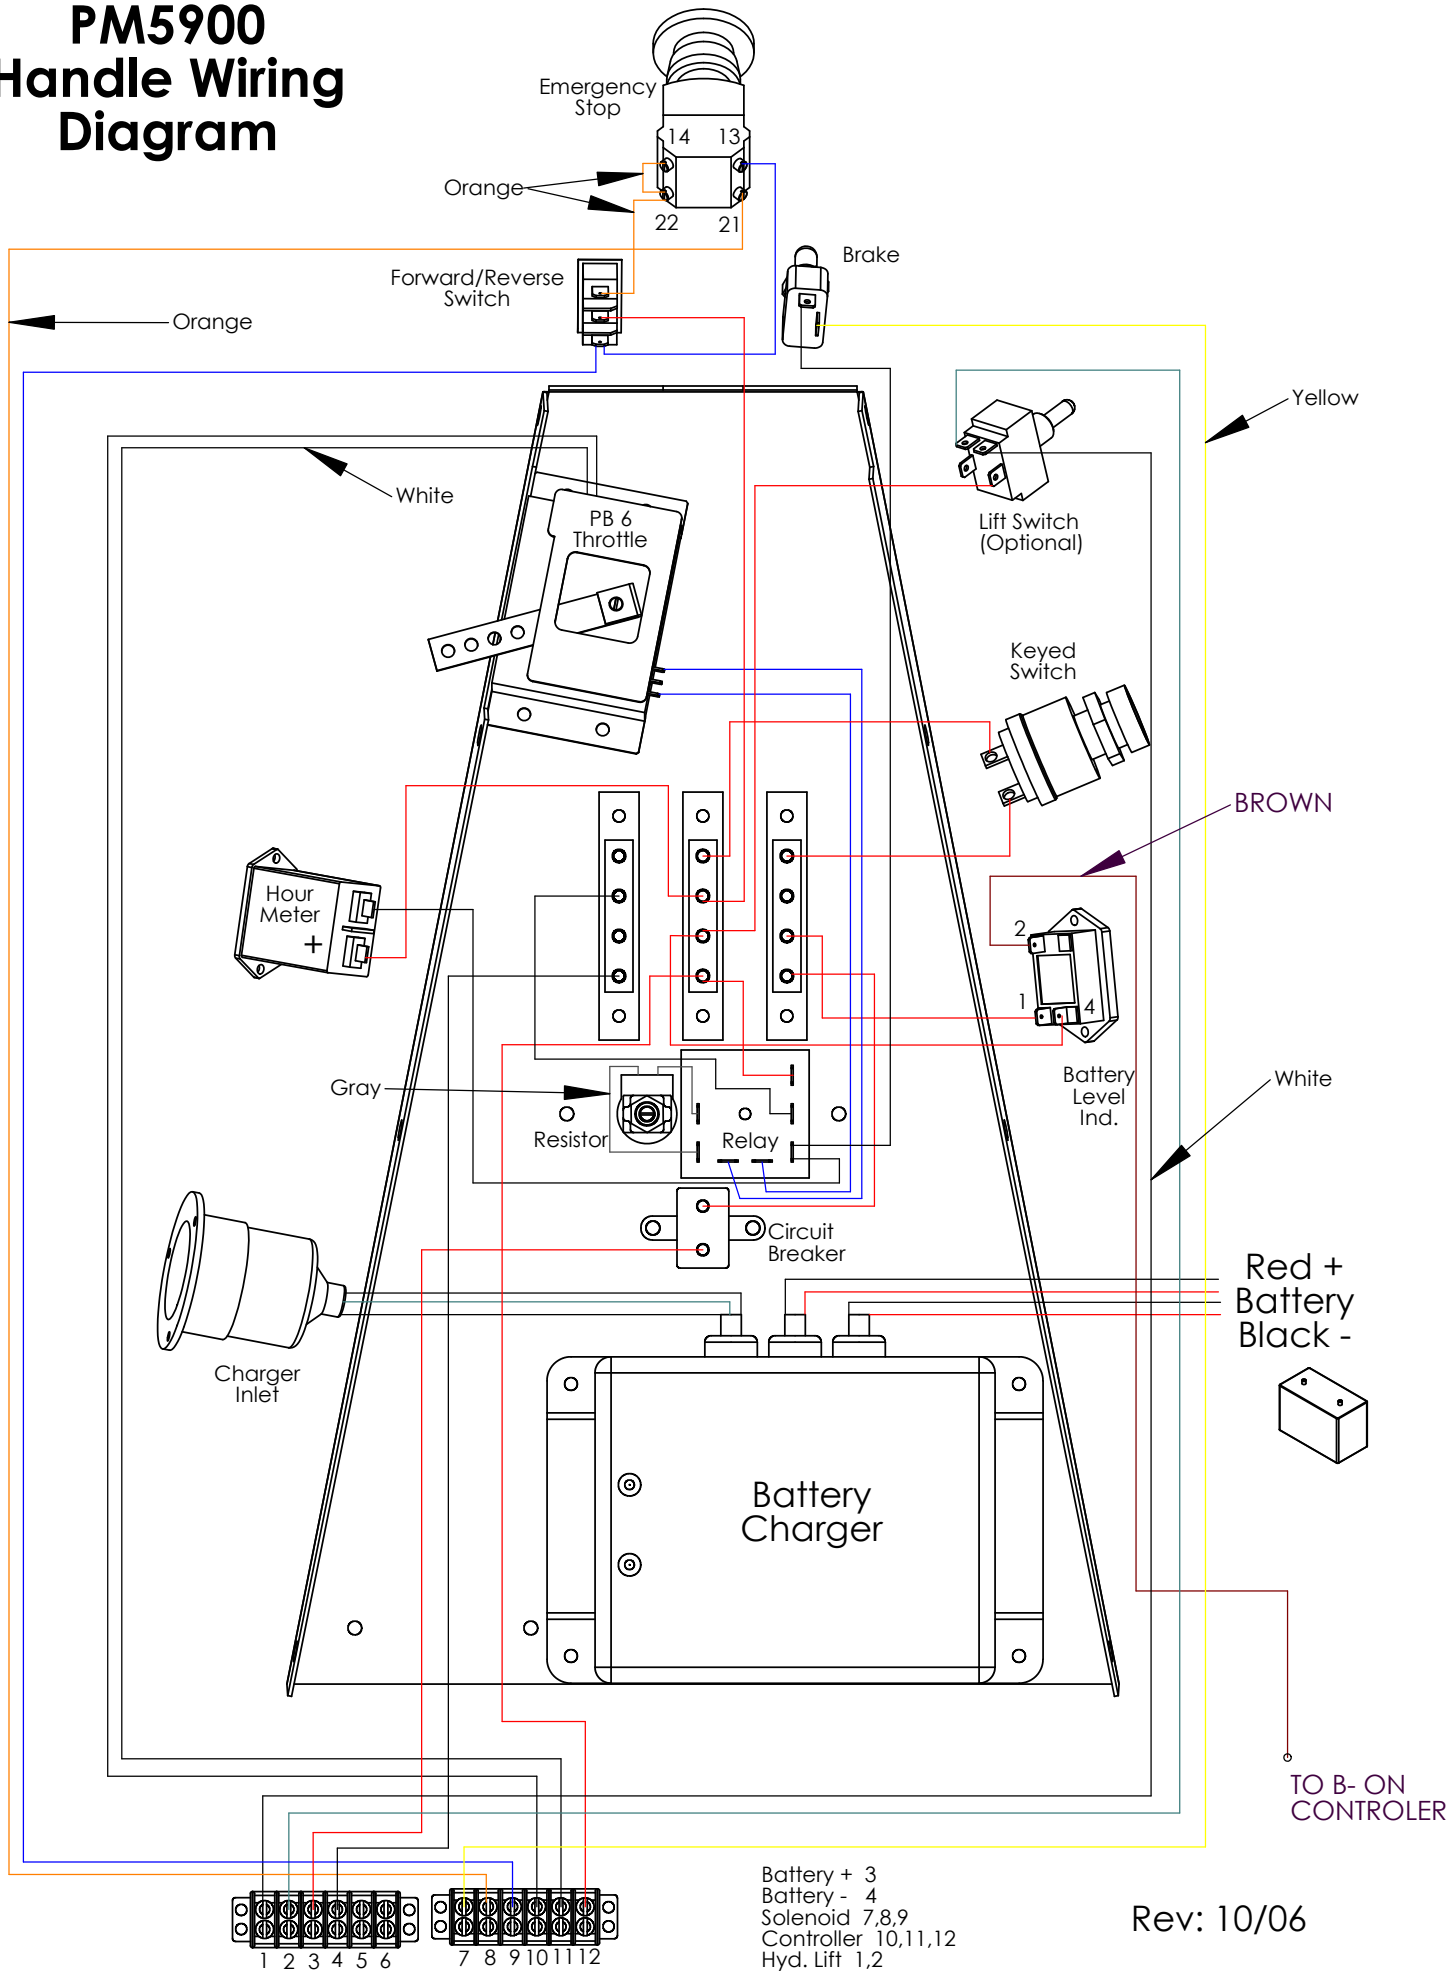 PM5900
Handle Wiring
Diagram
Emergency
Stop
14 13
Orange
22 21
Brake
Forward/Reverse
Switch
Orange
Yellow
White
PB 6
Throttle
Lift Switch
(Optional)
Keyed
Switch
BROWN
Hour
Meter
+
2
1
4
Battery
Level
Ind.
Gray
White
Resistor
Relay
Circuit
Breaker
Red +
Battery
Black -
Charger
Inlet
Battery
Charger
TO B- ON
CONTROLER
Battery + 3
Battery - 4
Solenoid 7,8,9
Controller 10,11,12
Hyd. Lift 1,2
Rev: 10/06
1 2 3 4 5 6
7 8 9 10 11 12